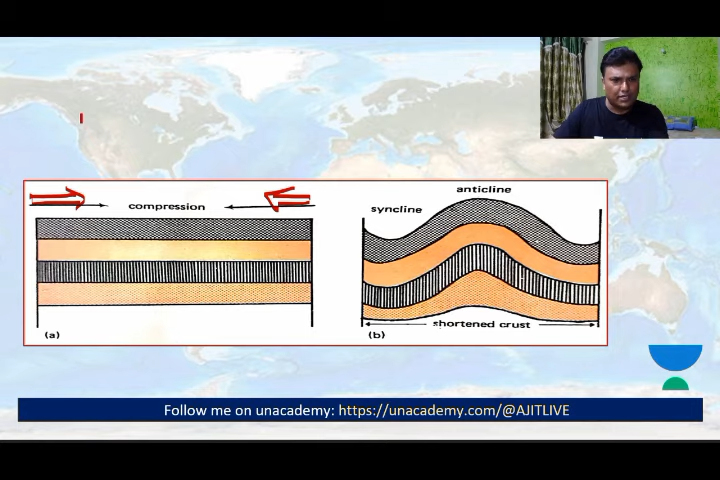 anticline
syncline
compression
shortened crust
(a)
(b)
Follow me on unacademy: https://unacademy.com/@AJITLIVE